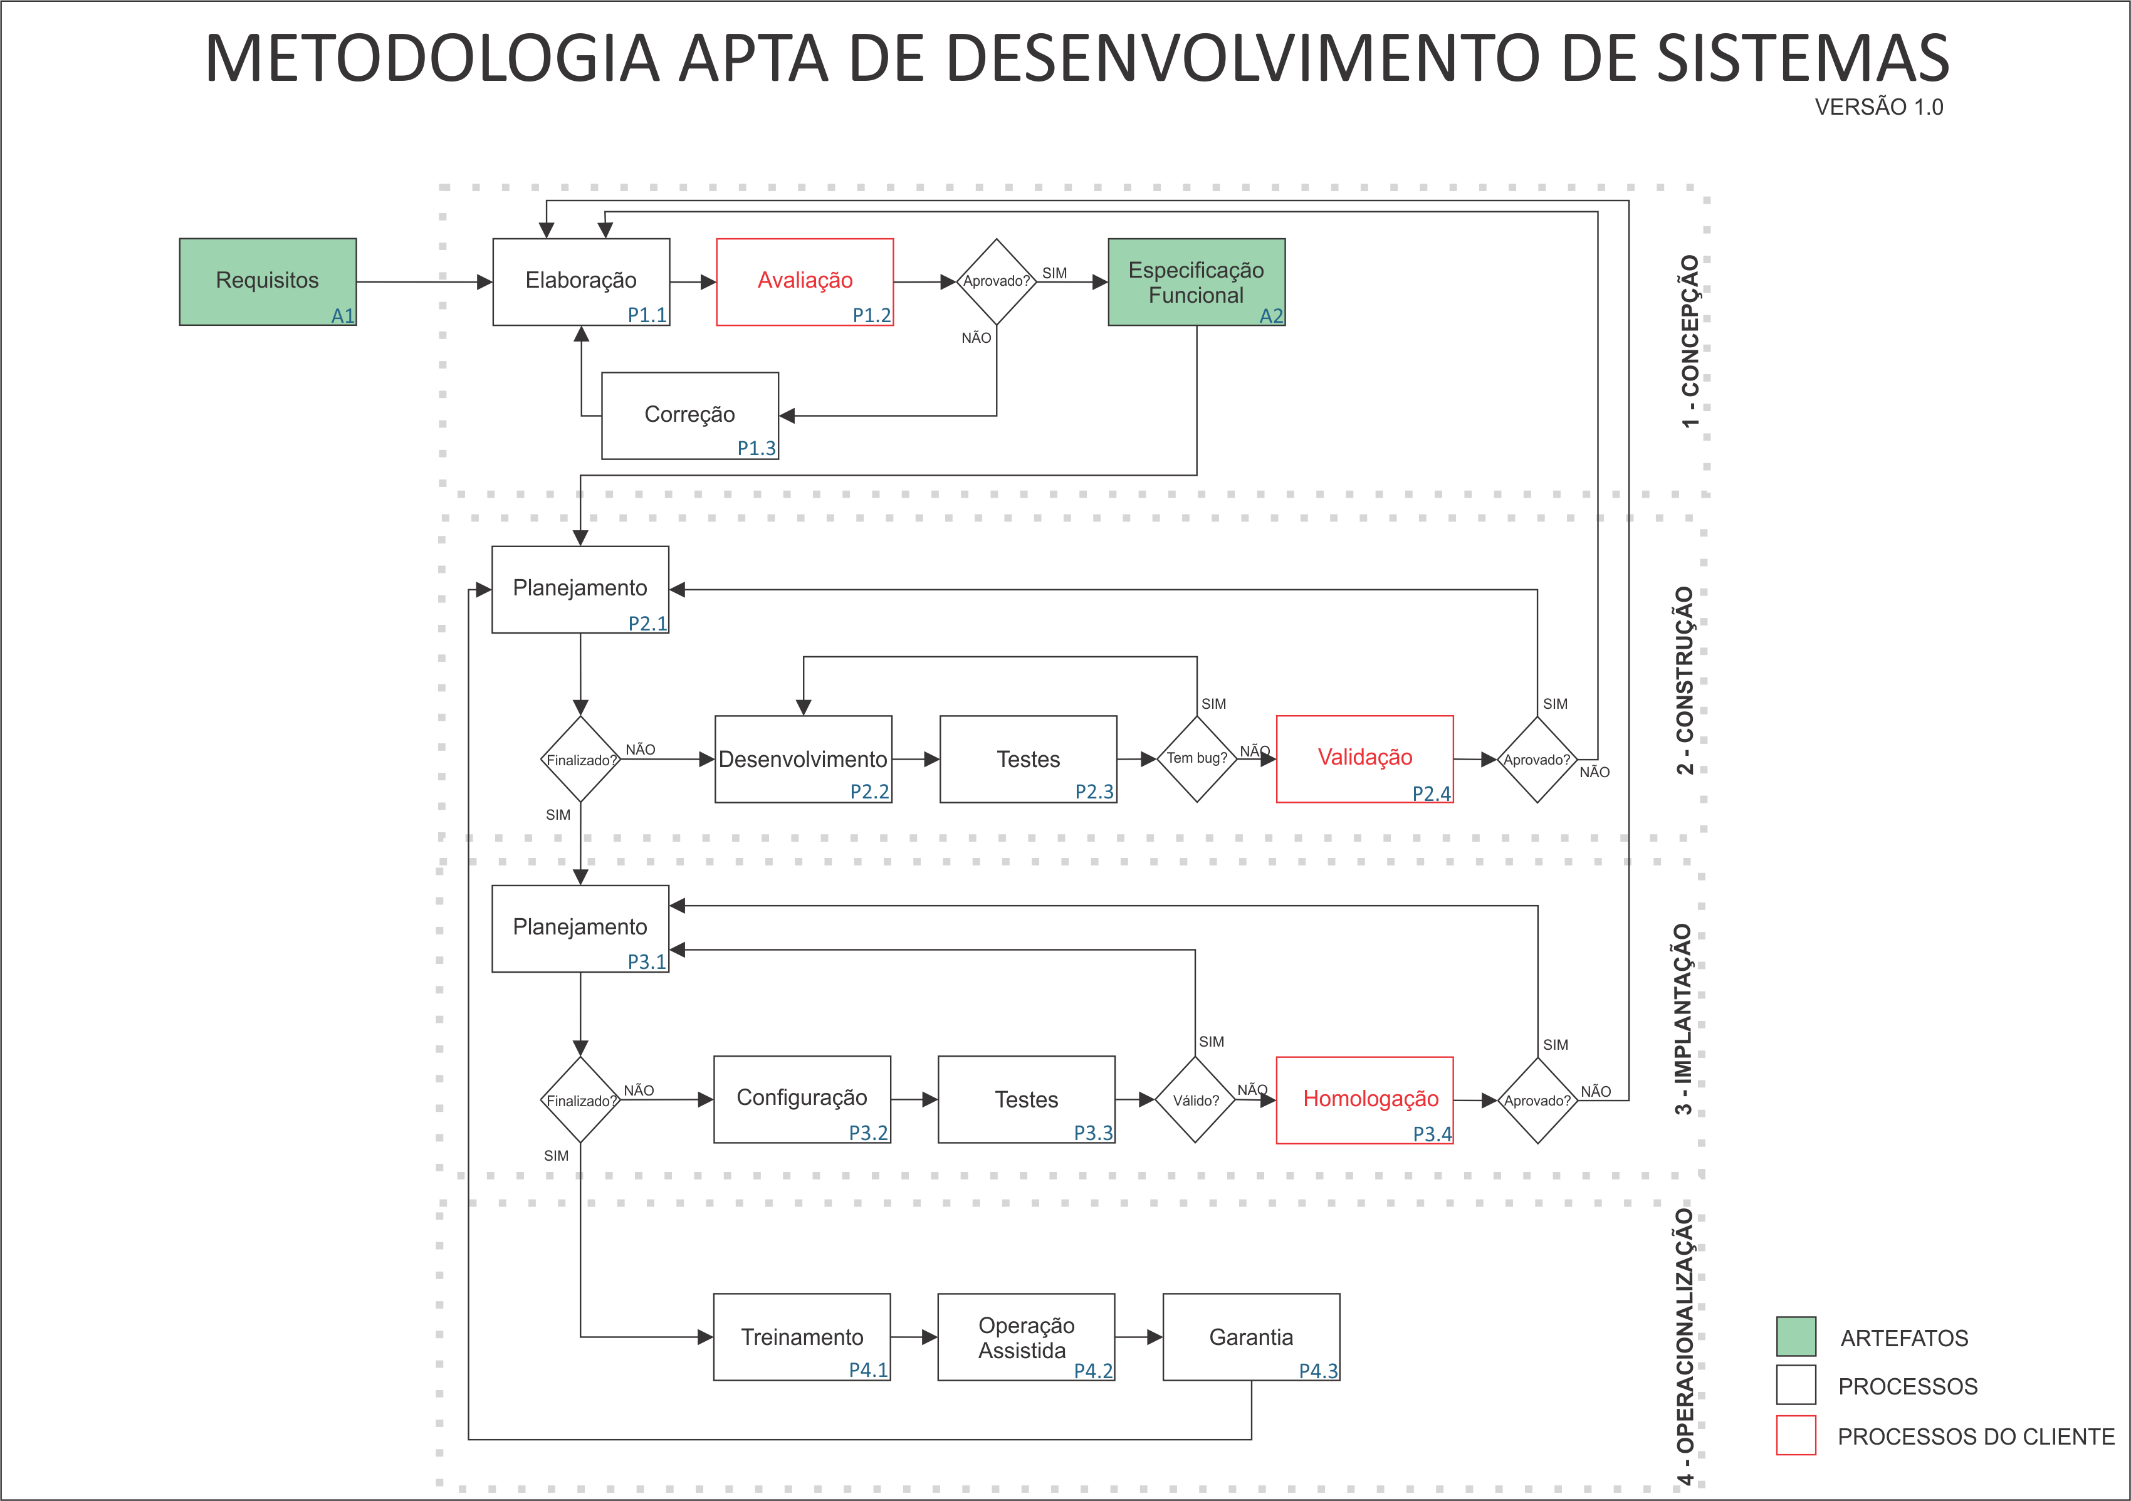 METODOLOGIA APTA DE DESENVOLVIMENTO DE SISTEMAS
VERSÃO 1.0
Requisitos
A1
Elaboração
P1.1
Avaliação
P1.2
Aprovado?
SIM
NÃO
Especificação
Funcional
A2
Correção
P1.3
1 - CONCEPÇÃO
Planejamento
P2.1
Finalizado?
NÃO
SIM
Desenvolvimento
P2.2
Testes
P2.3
Tem bug?
SIM
NÃO
Validação
P2.4
Aprovado?
SIM
NÃO
2 - CONSTRUÇÃO
Planejamento
P3.1
Finalizado?
NÃO
SIM
Configuração
P3.2
Testes
P3.3
Válido?
SIM
NÃO
Homologação
P3.4
Aprovado?
SIM
NÃO
3 - IMPLANTAÇÃO
Treinamento
P4.1
Operação
Assistida
P4.2
Garantia
P4.3
4 - OPERACIONALIZAÇÃO
ARTEFATOS
PROCESSOS
PROCESSOS DO CLIENTE